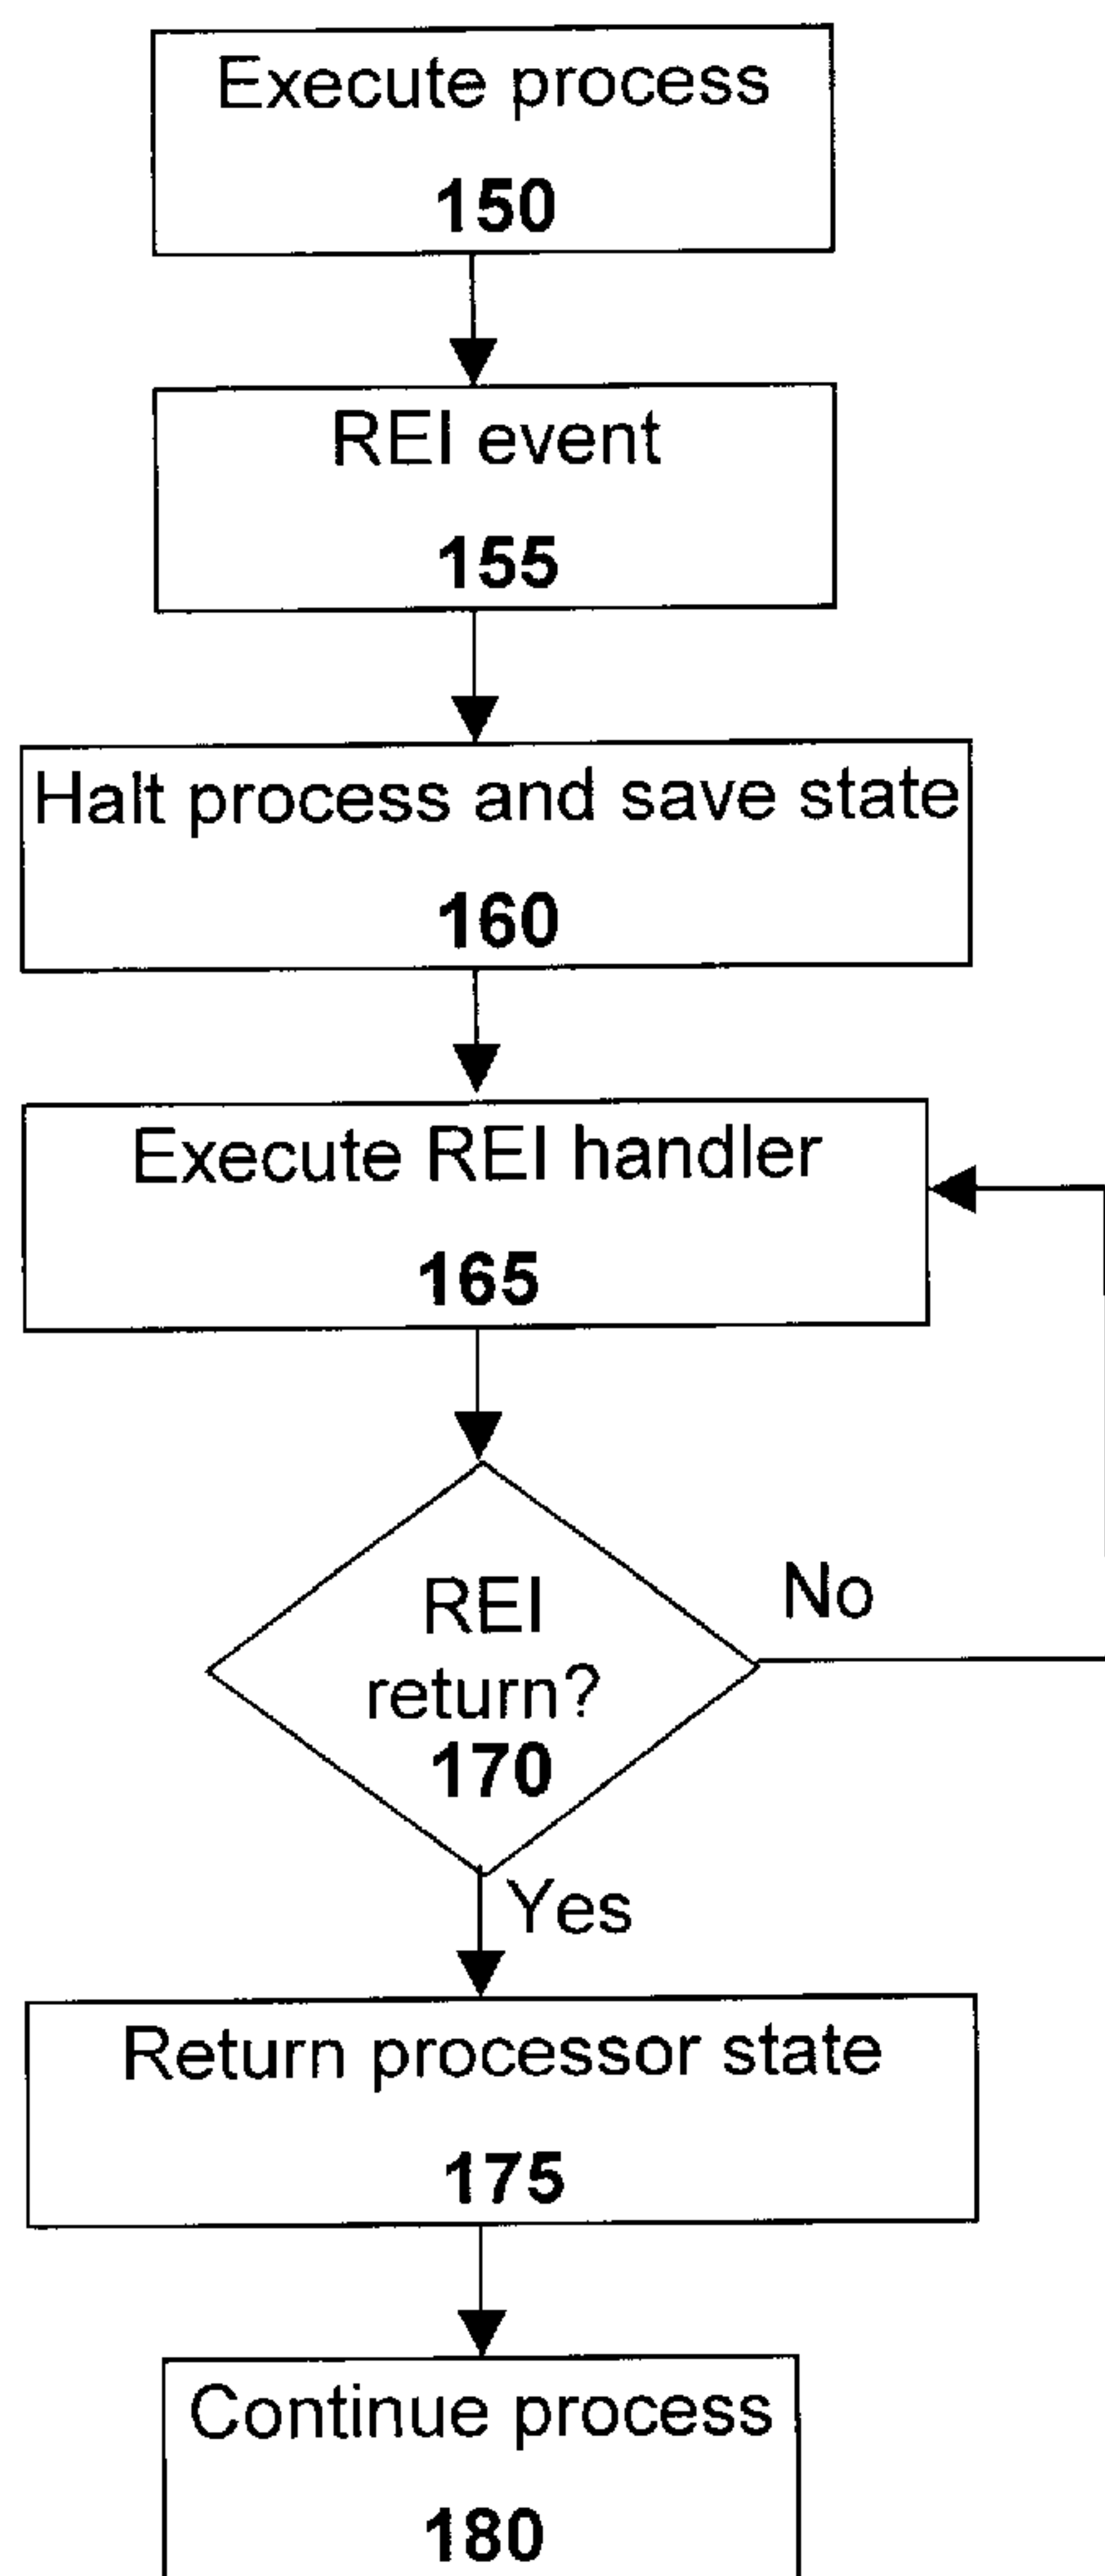 Execute process
150
REI event
155
Halt process and save state
160
Execute REI handler
165
REI
return?
170
No
Yes
Return processor state
175
Continue process
180